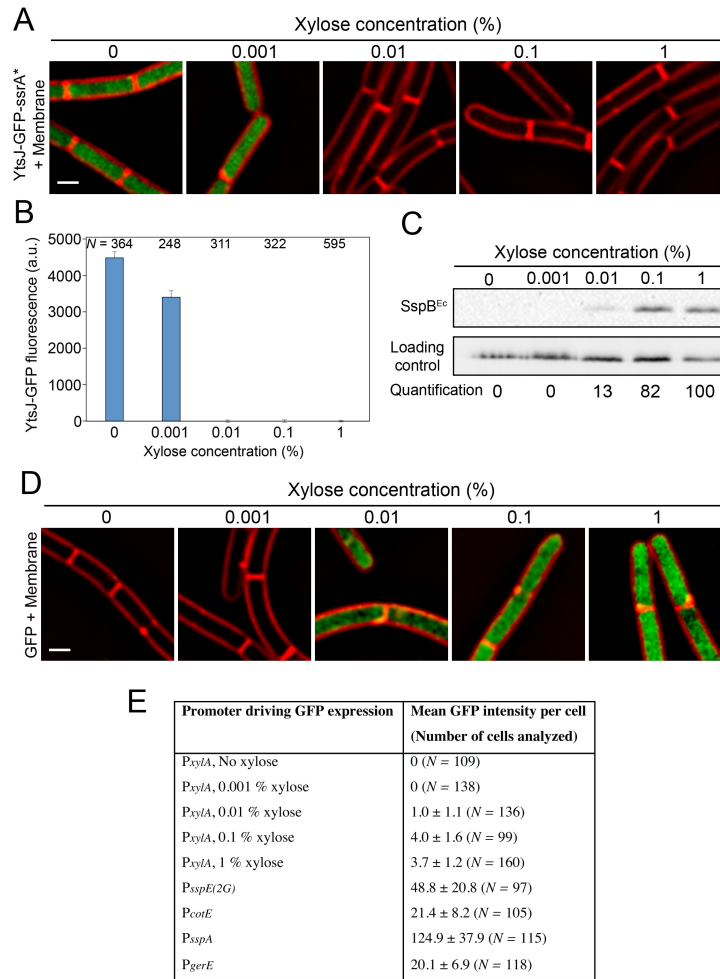 A
Xylose concentration (%)
0 0.001 0.01 0.1 1
YtsJ-GFP-ssrA*
+ Membrane
B
YtsJ-GFP fluorescence (a.u.)
5000
4000
3000
2000
1000
0
N = 364 248 311 322 595
0 0.001 0.01 0.1 1
Xylose concentration (%)
C
Xylose concentration (%)
0 0.001 0.01 0.1 1
SspBEc
Loading
control
Quantification 0 0 13 82 100
D
Xylose concentration (%)
0 0.001 0.01 0.1 1
GFP + Membrane
E
Promoter driving GFP expression Mean GFP intensity per cell
(Number of cells analyzed)
PxylA, No xylose 0 (N = 109)
PxylA, 0.001 % xylose 0 (N = 138)
PxylA, 0.01 % xylose 1.0 ± 1.1 (N = 136)
PxylA, 0.1 % xylose 4.0 ± 1.6 (N = 99)
PxylA, 1 % xylose 3.7 ± 1.2 (N = 160)
PsspE(2G) 48.8 ± 20.8 (N = 97)
PcotE 21.4 ± 8.2 (N = 105)
PsspA 124.9 ± 37.9 (N = 115)
PgerE 20.1 ± 6.9 (N = 118)